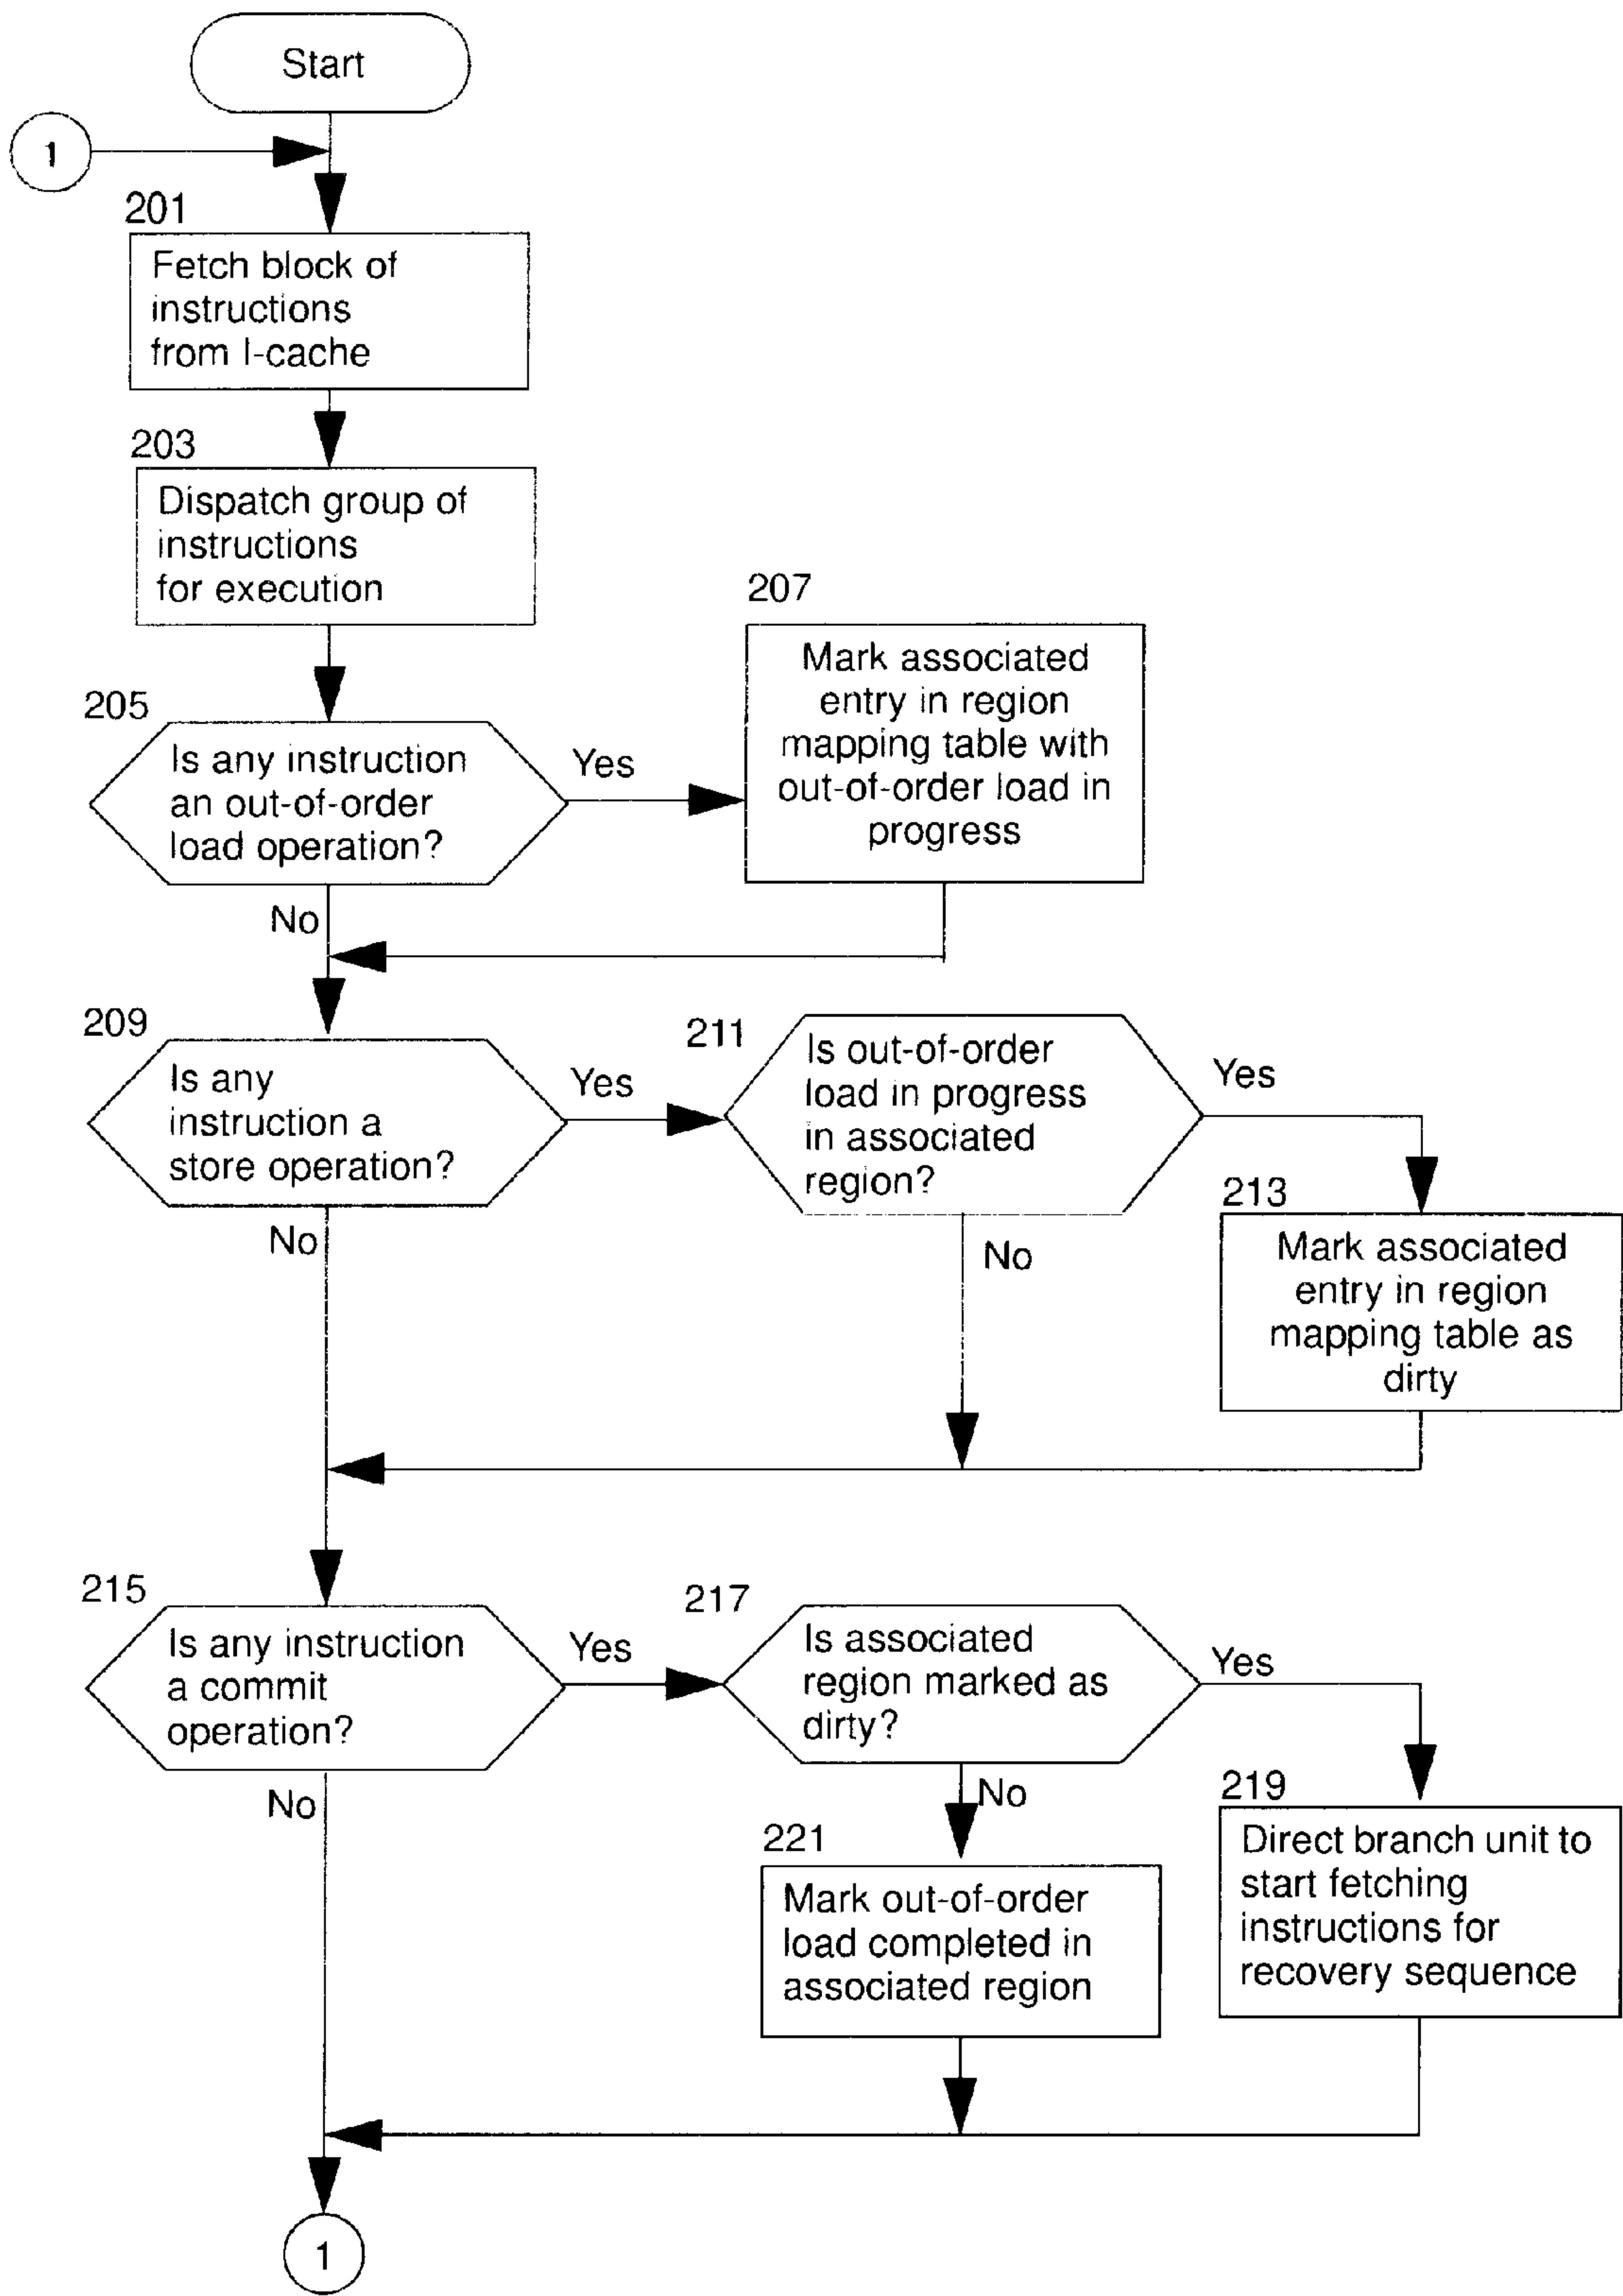 Start
1
201
Fetch block of
instructions
from I-cache
203
Dispatch group of
instructions
for execution
205
Is any instruction
an out-of-order
load operation?
Yes
No
207
Mark associated
entry in region
mapping table with
out-of-order load in
progress
209
Is any
instruction a
store operation?
Yes
No
211
Is out-of-order
load in progress
in associated
region?
Yes
No
213
Mark associated
entry in region
mapping table as
dirty
215
Is any instruction
a commit
operation?
Yes
No
217
Is associated
region marked as
dirty?
Yes
No
219
Direct branch unit to
start fetching
instructions for
recovery sequence
221
Mark out-of-order
load completed in
associated region
1